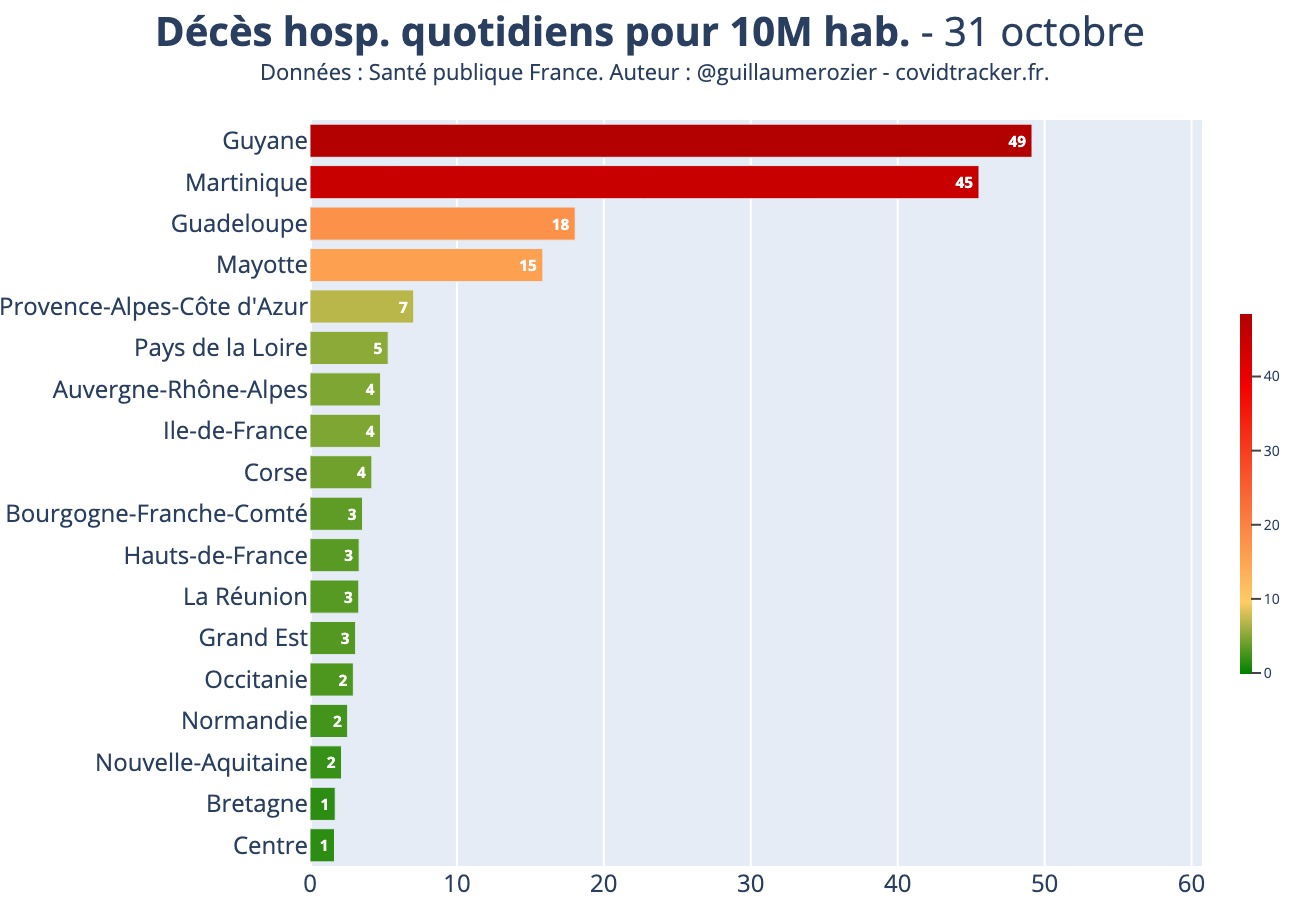 Décès hosp. quotidiens pour 10M hab. - 31 octobre
Données : Santé publique France. Auteur : @guillaumerozier - covidtracker.fr.
Guyane 49
Martinique 45
Guadeloupe 18
Mayotte 15
Provence-Alpes-Côte d'Azur 7
Pays de la Loire 5
Auvergne-Rhône-Alpes 4
Ile-de-France 4
Corse 4
Bourgogne-Franche-Comté 3
Hauts-de-France 3
La Réunion 3
Grand Est 3
Occitanie 2
Normandie 2
Nouvelle-Aquitaine 2
Bretagne 1
Centre 1
0 10 20 30 40 50 60
40
30
20
10
0